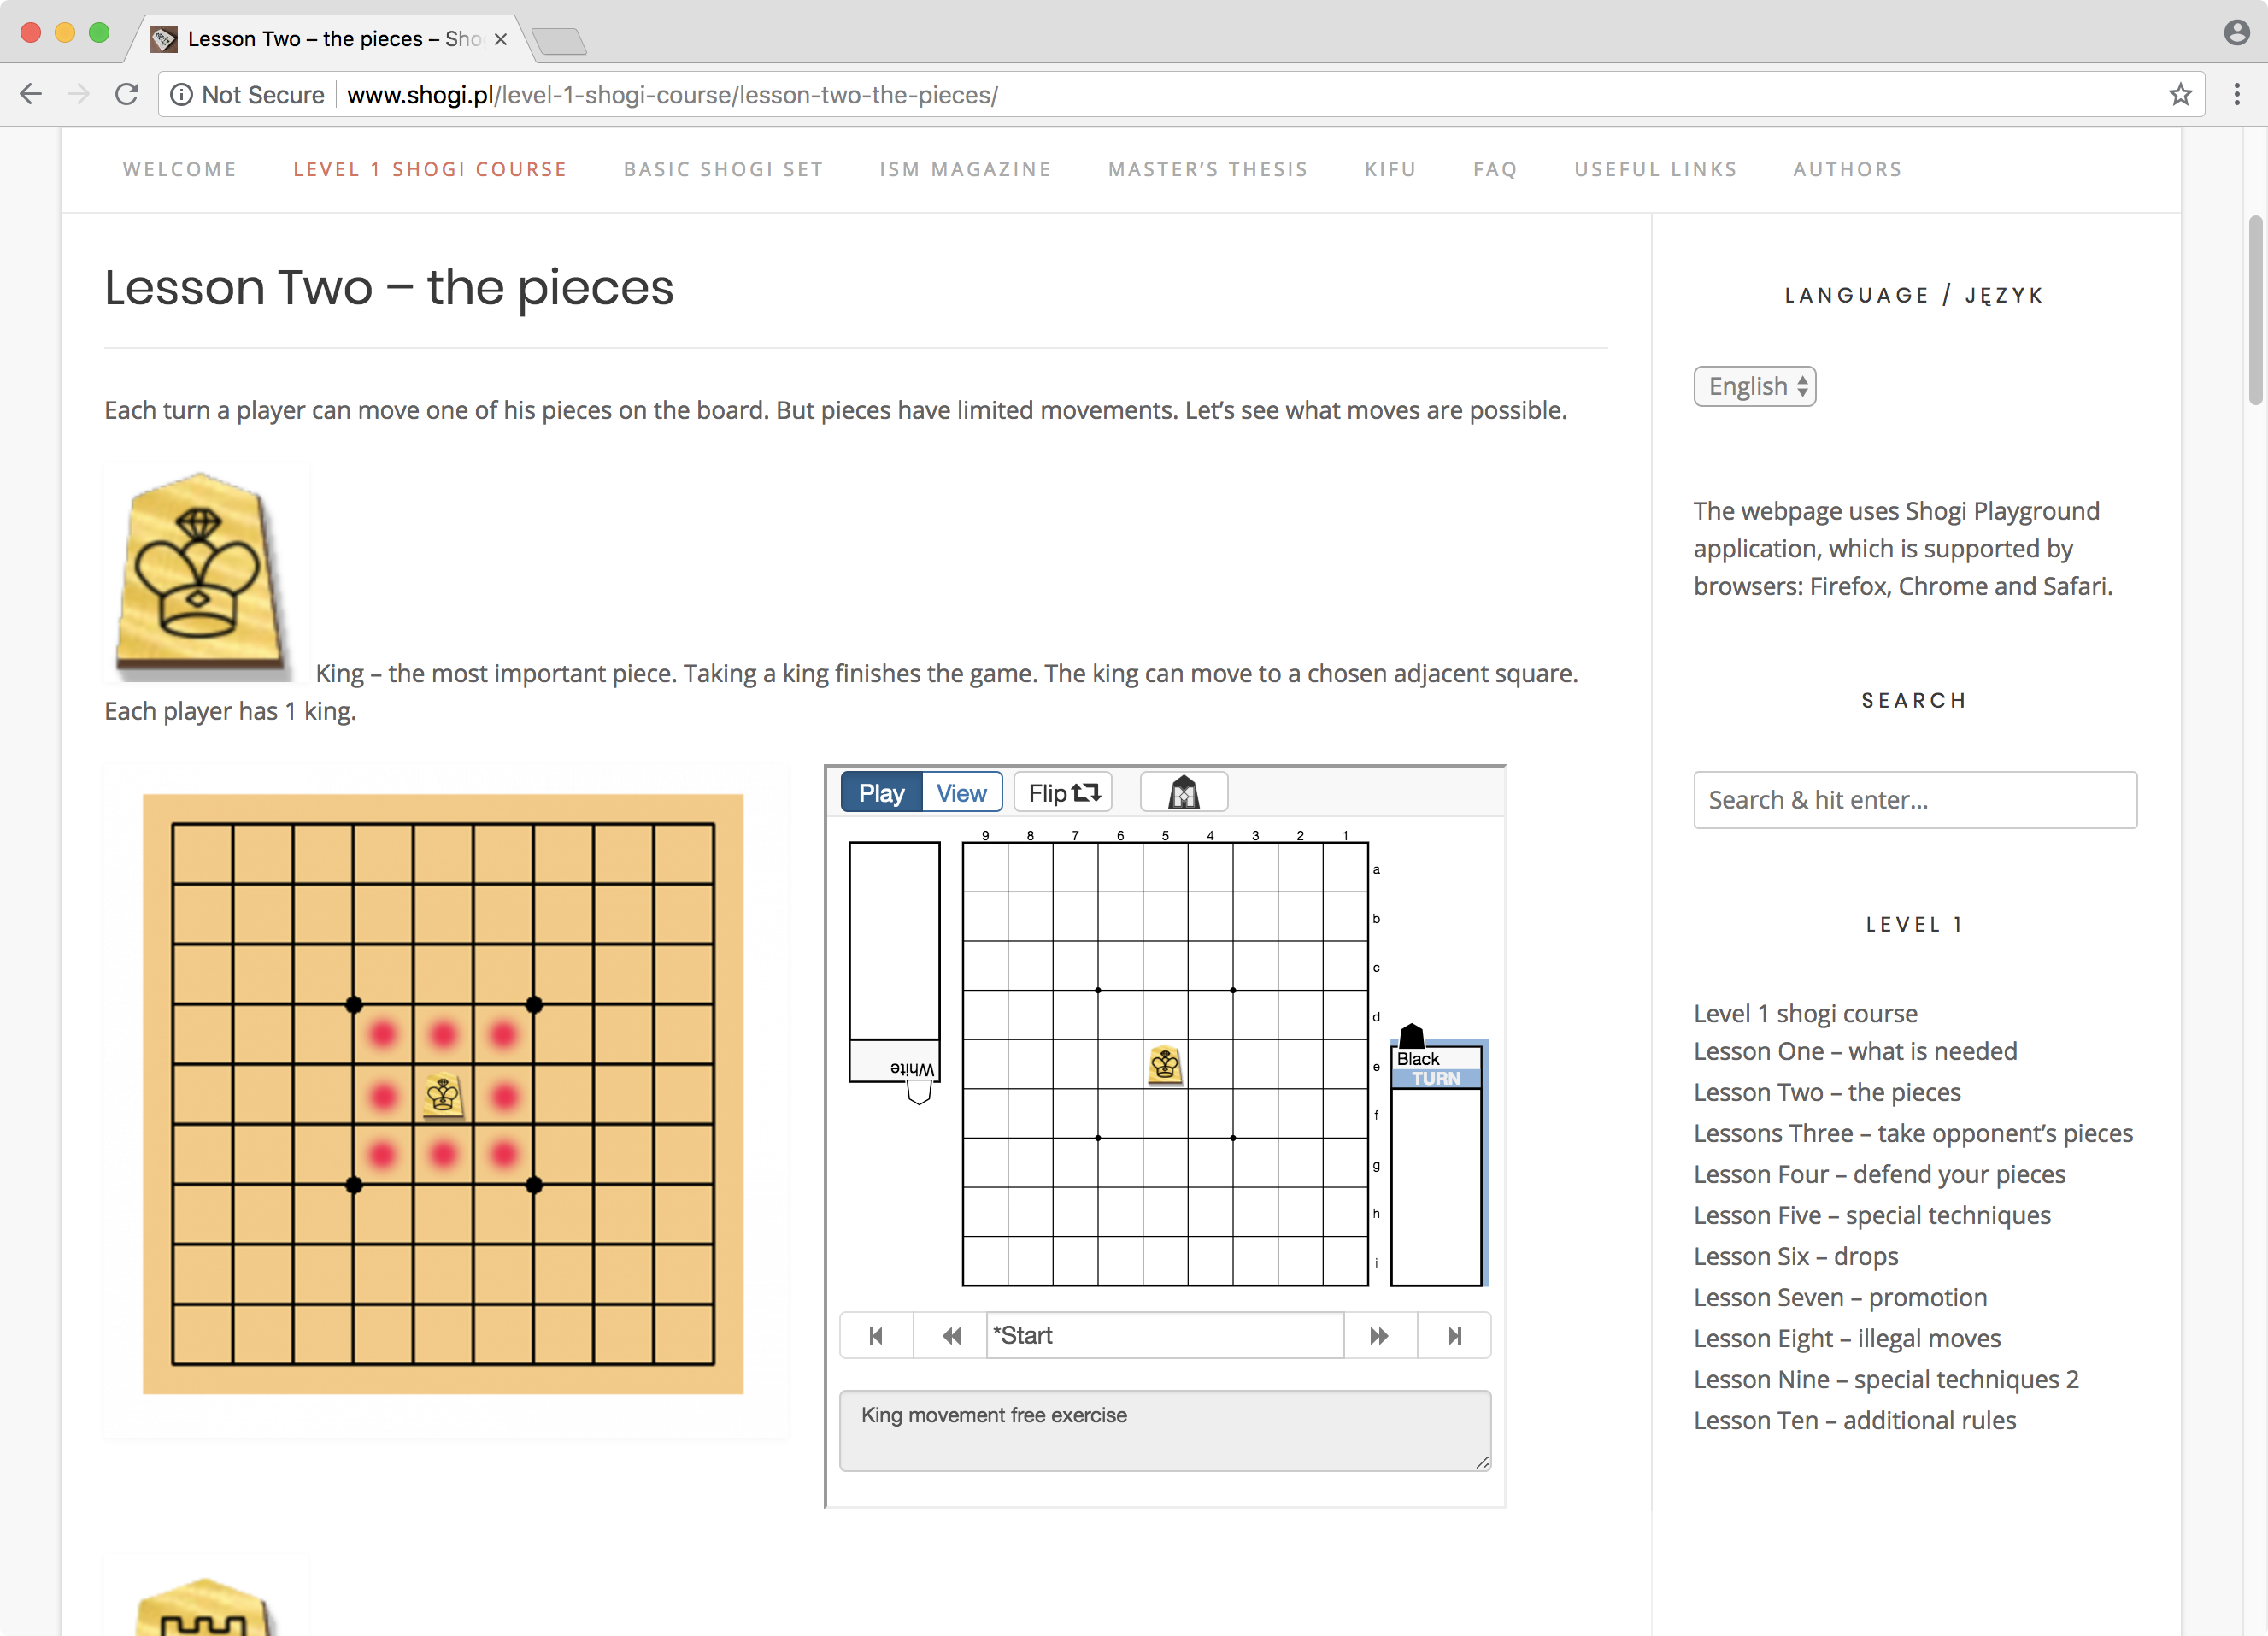 Lesson Two – the pieces – Sho
Not Secure www.shogi.pl/level-1-shogi-course/lesson-two-the-pieces/
WELCOME LEVEL 1 SHOGI COURSE BASIC SHOGI SET ISM MAGAZINE MASTER’S THESIS KIFU FAQ USEFUL LINKS AUTHORS
Lesson Two – the pieces
Each turn a player can move one of his pieces on the board. But pieces have limited movements. Let’s see what moves are possible.
King – the most important piece. Taking a king finishes the game. The king can move to a chosen adjacent square.
Each player has 1 king.
Play View Flip
9 8 7 6 5 4 3 2 1
a
b
c
d
e
f
g
h
i
White
Black
TURN
*Start
King movement free exercise
LANGUAGE / JĘZYK
English
The webpage uses Shogi Playground
application, which is supported by
browsers: Firefox, Chrome and Safari.
SEARCH
Search & hit enter...
LEVEL 1
Level 1 shogi course
Lesson One – what is needed
Lesson Two – the pieces
Lessons Three – take opponent’s pieces
Lesson Four – defend your pieces
Lesson Five – special techniques
Lesson Six – drops
Lesson Seven – promotion
Lesson Eight – illegal moves
Lesson Nine – special techniques 2
Lesson Ten – additional rules